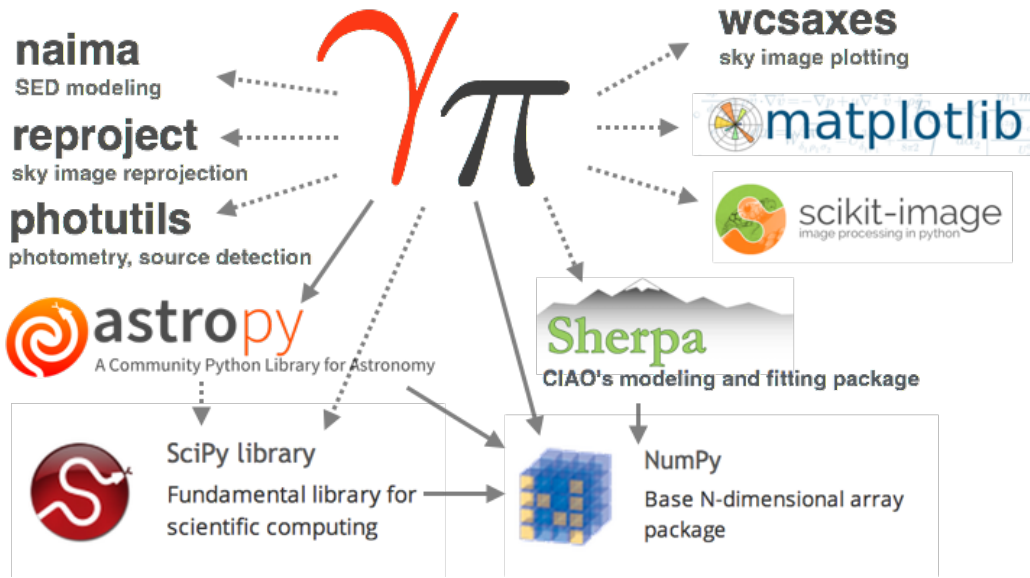 naima
SED modeling
reproject
sky image reprojection
photutils
photometry, source detection
γπ
wcsaxes
sky image plotting
matplotlib
scikit-image
image processing in python
astropy
A Community Python Library for Astronomy
Sherpa
CIAO's modeling and fitting package
SciPy library
Fundamental library for
scientific computing
NumPy
Base N-dimensional array
package